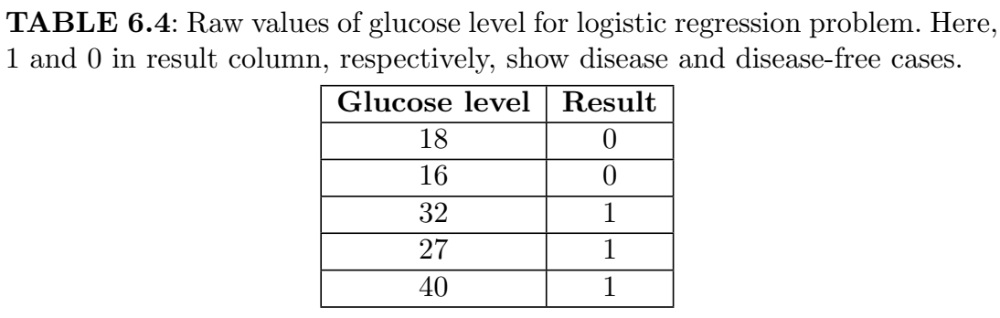 TABLE 6.4: Raw values of glucose level for logistic regression problem. Here,
1 and 0 in result column, respectively, show disease and disease-free cases.
Glucose level Result
18 0
16 0
32 1
27 1
40 1